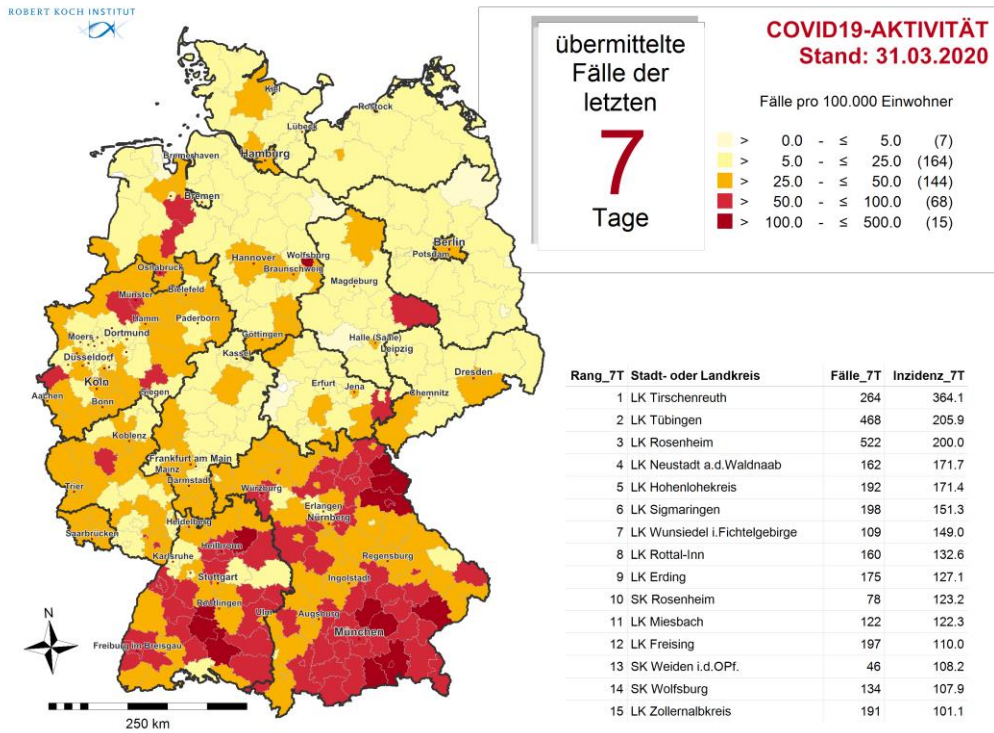 ROBERT KOCH INSTITUT
übermittelte
Fälle der
letzten
7
Tage
COVID19-AKTIVITÄT
Stand: 31.03.2020
Fälle pro 100.000 Einwohner
> 0.0 - ≤ 5.0 (7)
> 5.0 - ≤ 25.0 (164)
> 25.0 - ≤ 50.0 (144)
> 50.0 - ≤ 100.0 (68)
> 100.0 - ≤ 500.0 (15)
Kiel
Rostock
Lübeck
Bremerhaven
Hamburg
Bremen
Berlin
Potsdam
Hannover
Wolfsburg
Braunschweig
Osnabrück
Magdeburg
Münster
Bielefeld
Hamm
Paderborn
Moers
Dortmund
Göttingen
Halle (Saale)
Leipzig
Düsseldorf
Kassel
Köln
Dresden
Aachen
Bonn
Siegen
Erfurt
Jena
Chemnitz
Koblenz
Frankfurt am Main
Mainz
Trier
Darmstadt
Würzburg
Erlangen
Nürnberg
Saarbrücken
Heidelberg
Heilbronn
Karlsruhe
Regensburg
Stuttgart
Ingolstadt
Reutlingen
Ulm
Augsburg
München
Freiburg im Breisgau
N
250 km
Rang_7T Stadt- oder Landkreis Fälle_7T Inzidenz_7T
1 LK Tirschenreuth 264 364.1
2 LK Tübingen 468 205.9
3 LK Rosenheim 522 200.0
4 LK Neustadt a.d.Waldnaab 162 171.7
5 LK Hohenlohekreis 192 171.4
6 LK Sigmaringen 198 151.3
7 LK Wunsiedel i.Fichtelgebirge 109 149.0
8 LK Rottal-Inn 160 132.6
9 LK Erding 175 127.1
10 SK Rosenheim 78 123.2
11 LK Miesbach 122 122.3
12 LK Freising 197 110.0
13 SK Weiden i.d.OPf. 46 108.2
14 SK Wolfsburg 134 107.9
15 LK Zollernalbkreis 191 101.1